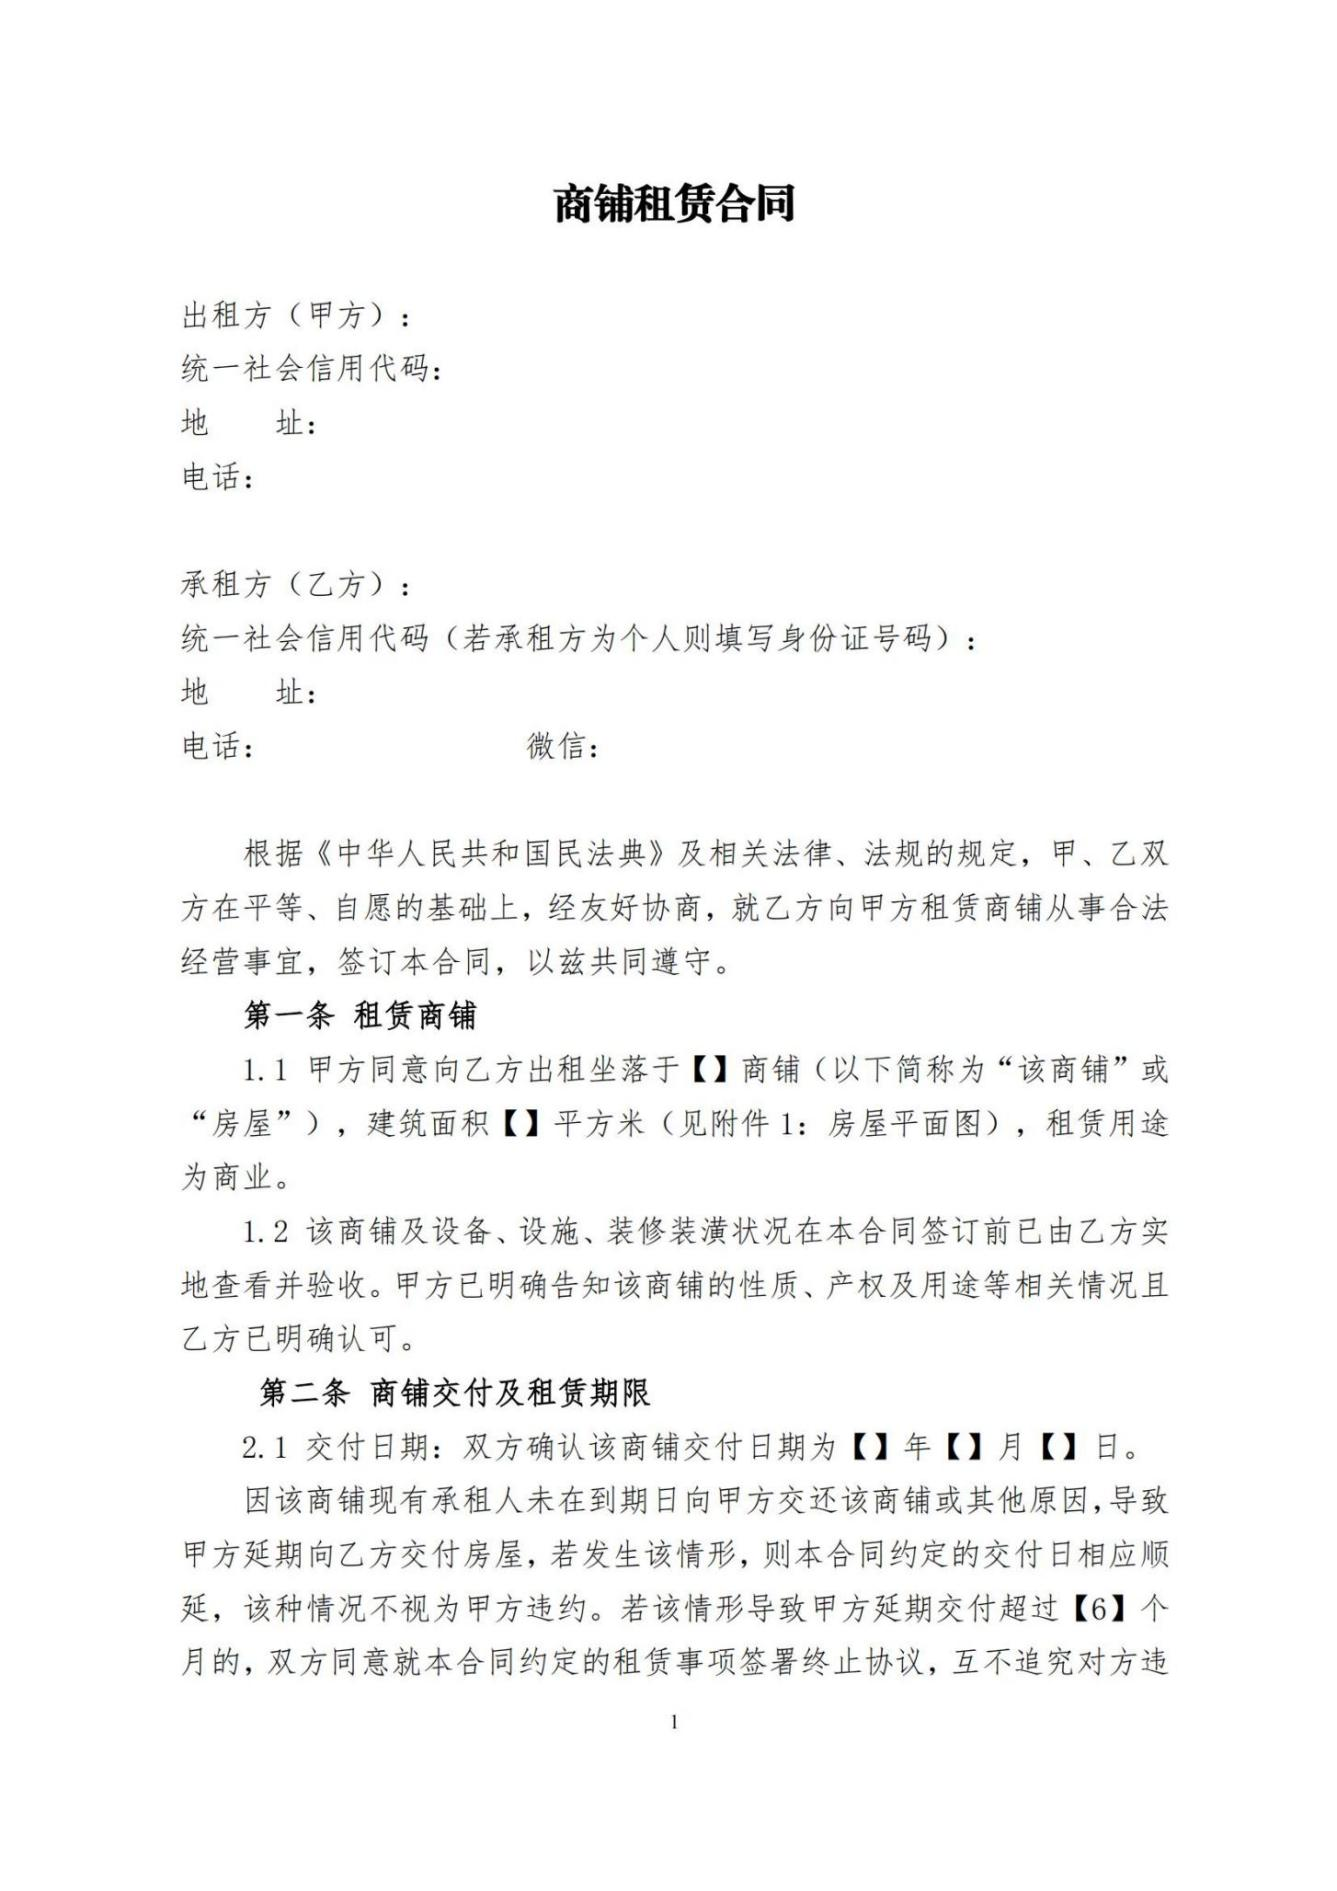 商铺租赁合同
出租方（甲方）：
统一社会信用代码：
地　　址：
电话：
承租方（乙方）：
统一社会信用代码（若承租方为个人则填写身份证号码）：
地　　址：
电话：　　　　　　　　　微信：
根据《中华人民共和国民法典》及相关法律、法规的规定，甲、乙双
方在平等、自愿的基础上，经友好协商，就乙方向甲方租赁商铺从事合法
经营事宜，签订本合同，以兹共同遵守。
第一条 租赁商铺
1.1 甲方同意向乙方出租坐落于【】商铺（以下简称为“该商铺”或
“房屋”），建筑面积【】平方米（见附件1：房屋平面图），租赁用途
为商业。
1.2 该商铺及设备、设施、装修装潢状况在本合同签订前已由乙方实
地查看并验收。甲方已明确告知该商铺的性质、产权及用途等相关情况且
乙方已明确认可。
第二条 商铺交付及租赁期限
2.1 交付日期：双方确认该商铺交付日期为【】年【】月【】日。
因该商铺现有承租人未在到期日向甲方交还该商铺或其他原因，导致
甲方延期向乙方交付房屋，若发生该情形，则本合同约定的交付日相应顺
延，该种情况不视为甲方违约。若该情形导致甲方延期交付超过【6】个
月的，双方同意就本合同约定的租赁事项签署终止协议，互不追究对方违
1